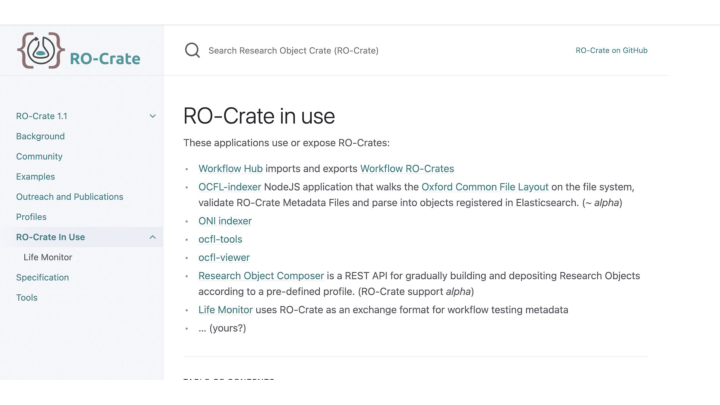 RO-Crate
Search Research Object Crate (RO-Crate)
RO-Crate on GitHub
RO-Crate 1.1
Background
Community
Examples
Outreach and Publications
Profiles
RO-Crate In Use
Life Monitor
Specification
Tools
RO-Crate in use
These applications use or expose RO-Crates:
Workflow Hub imports and exports Workflow RO-Crates
OCFL-indexer NodeJS application that walks the Oxford Common File Layout on the file system,
validate RO-Crate Metadata Files and parse into objects registered in Elasticsearch. (~ alpha)
ONI indexer
ocfl-tools
ocfl-viewer
Research Object Composer is a REST API for gradually building and depositing Research Objects
according to a pre-defined profile. (RO-Crate support alpha)
Life Monitor uses RO-Crate as an exchange format for workflow testing metadata
... (yours?)